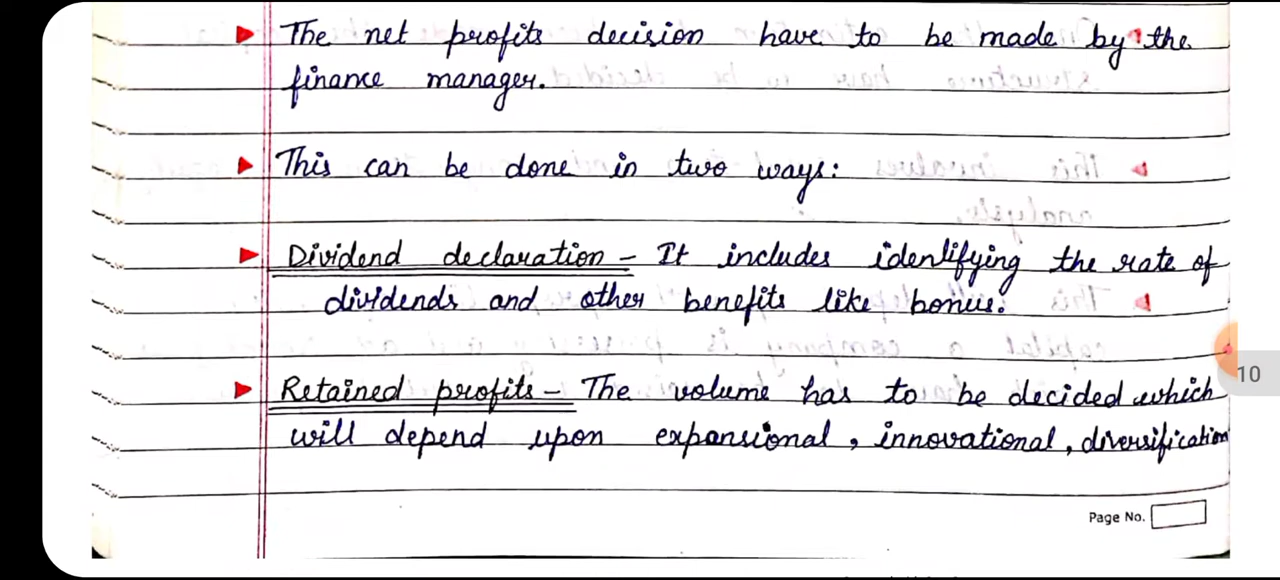 The net profits decision have to be made by the
finance manager.
This can be done in two ways:
Dividend declaration - It includes identifying the rate of
dividends and other benefits like bonus.
Retained profits - The volume has to be decided which
will depend upon expansional, innovational, diversification
10
Page No.